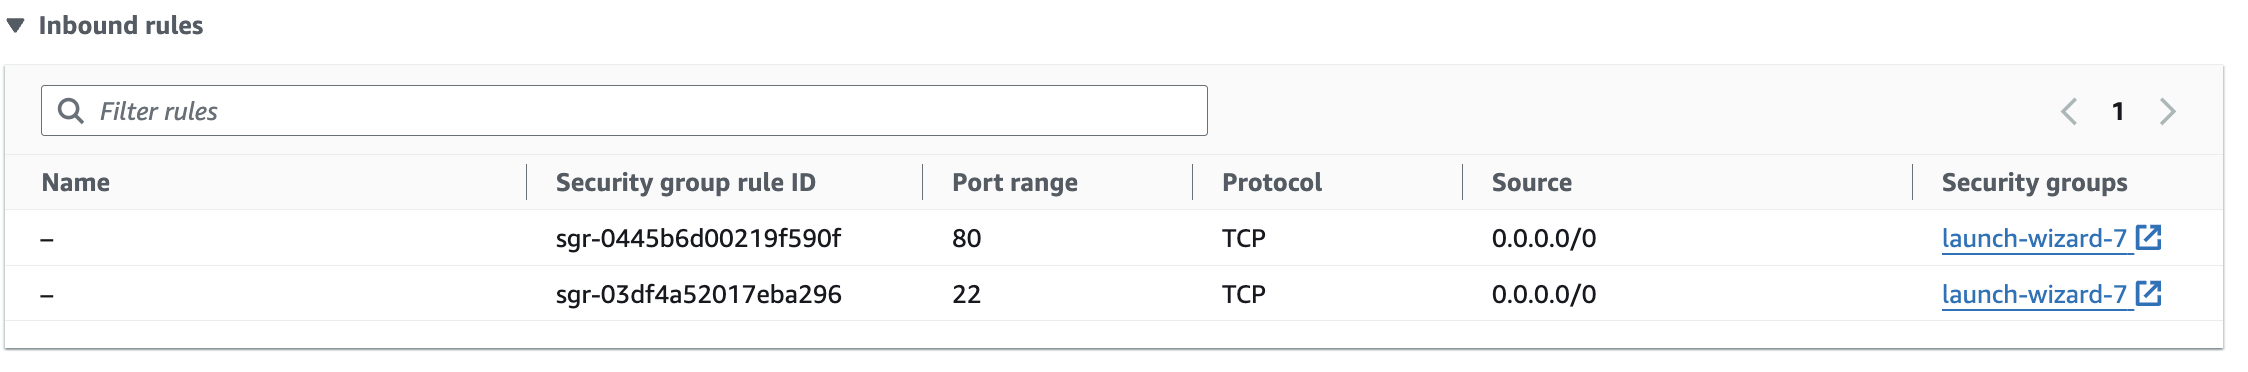 Inbound rules
Filter rules
1
Name Security group rule ID Port range Protocol Source Security groups
– sgr-0445b6d00219f590f 80 TCP 0.0.0.0/0 launch-wizard-7
– sgr-03df4a52017eba296 22 TCP 0.0.0.0/0 launch-wizard-7